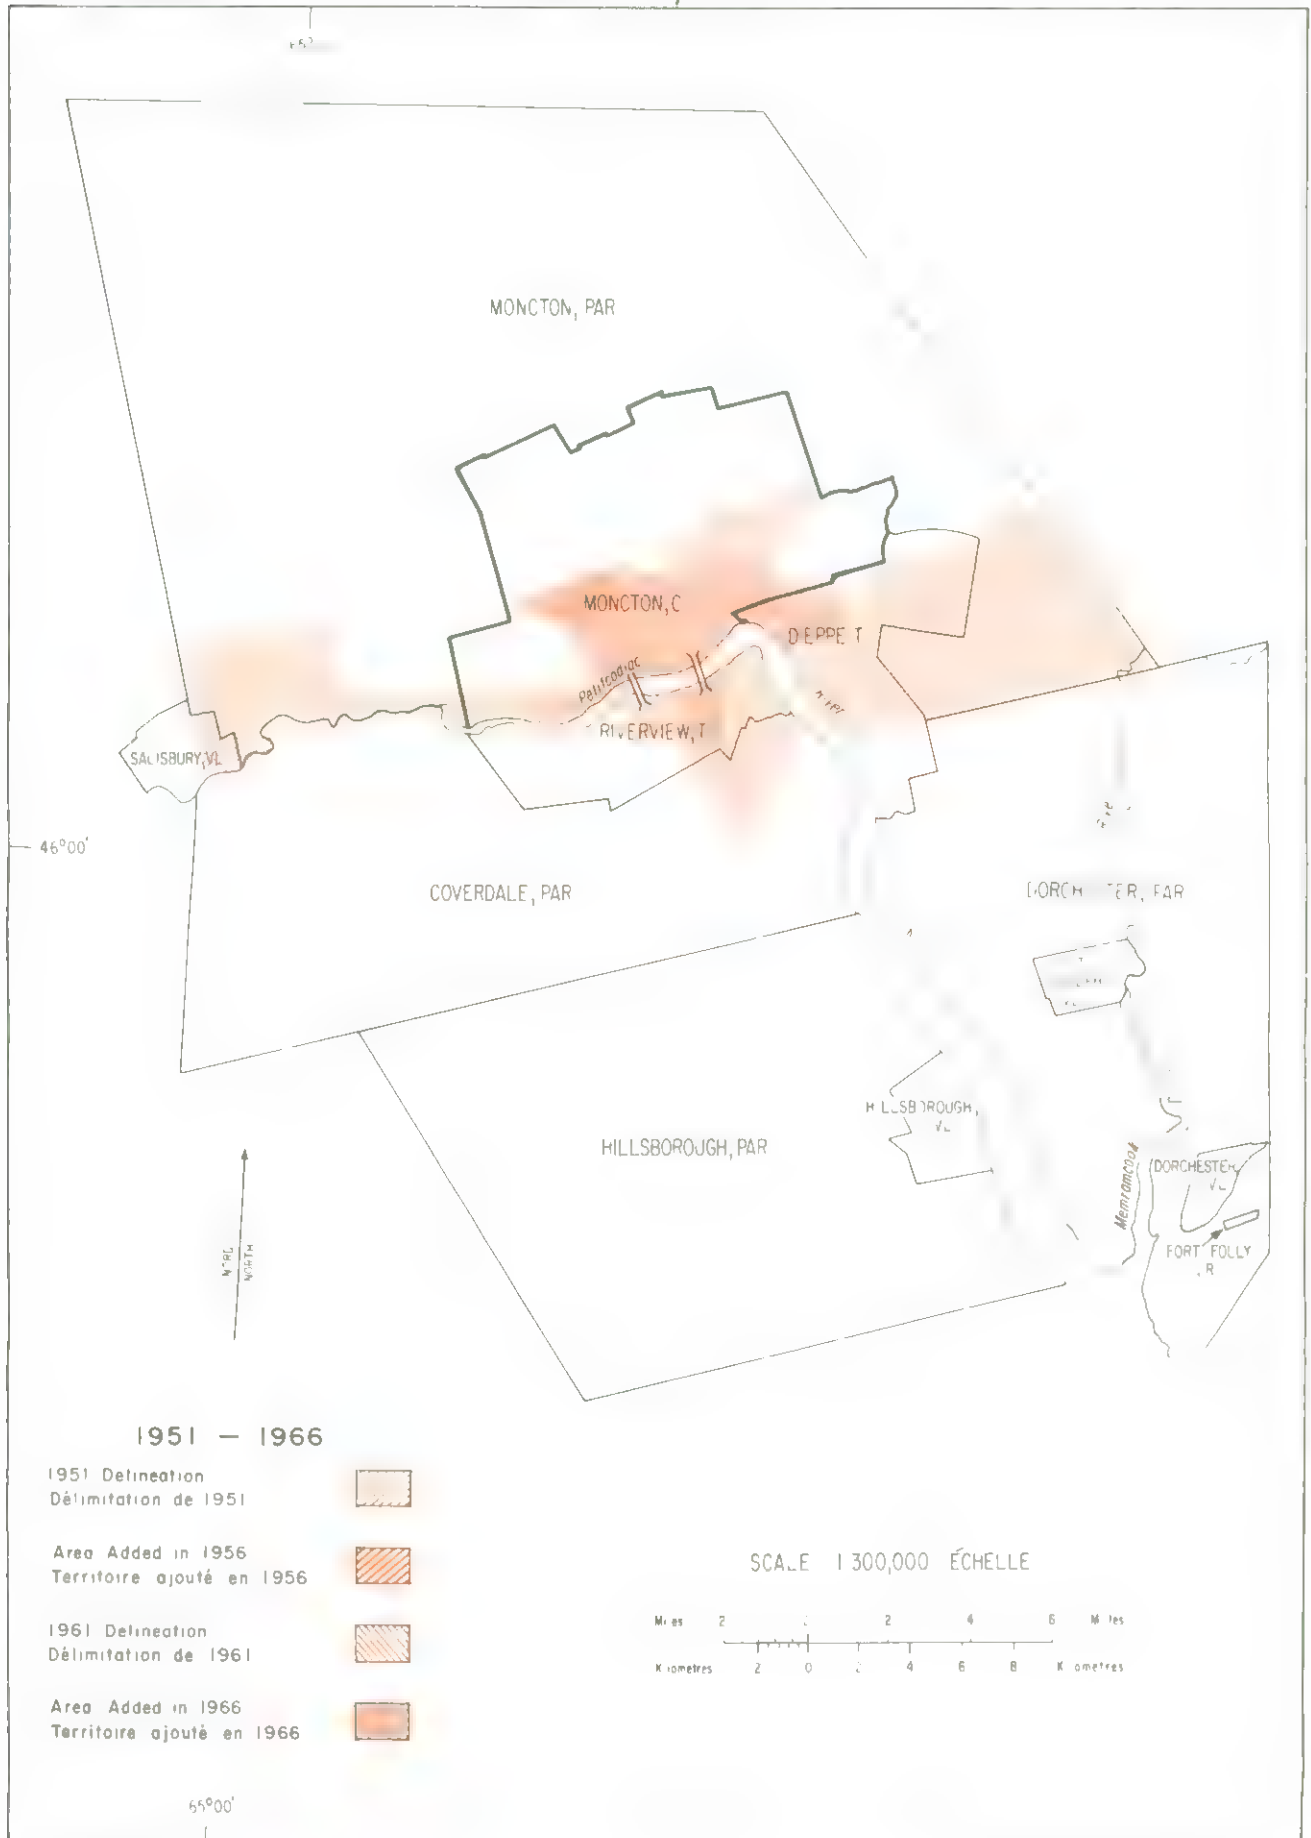 MONCTON, PAR
MONCTON, C
DIEPPE T
Petitcodiac
RIVERVIEW, T
SALISBURY, VL
46°00'
COVERDALE, PAR
PAR
HILLSBOROUGH, VL
HILLSBOROUGH, PAR
Memramcook
DORCHESTER, VL
FORT FOLLY
R
NORD
NORTH
1951 — 1966
1951 Delineation
Délimitation de 1951
Area Added in 1956
Territoire ajouté en 1956
1961 Delineation
Délimitation de 1961
Area Added in 1966
Territoire ajouté en 1966
SCALE 1 300,000 ÉCHELLE
Miles 2 2 4 6 Miles
Kilometres 2 0 2 4 6 8 Kilometres
65°00'